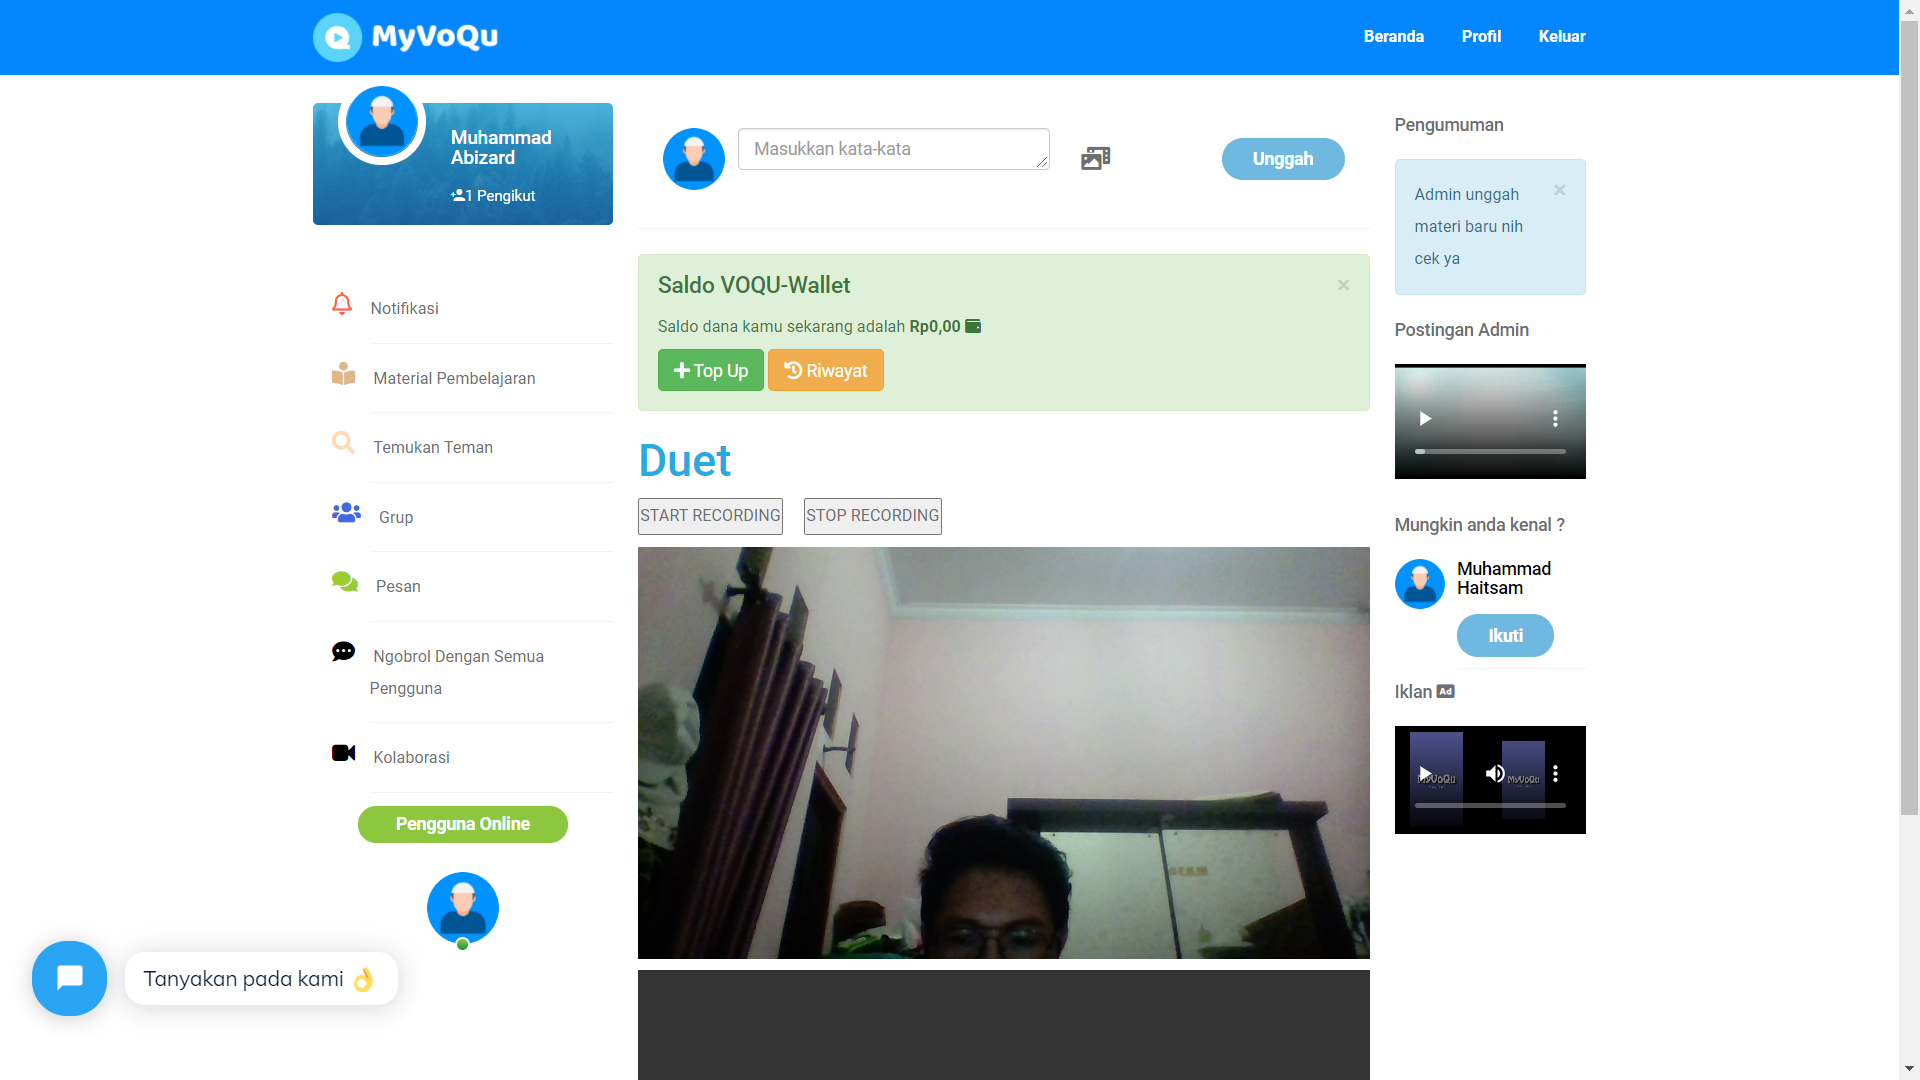 MyVoQu
Beranda
Profil
Keluar
Muhammad
Abizard
1 Pengikut
Notifikasi
Material Pembelajaran
Temukan Teman
Grup
Pesan
Ngobrol Dengan Semua
Pengguna
Kolaborasi
Pengguna Online
Tanyakan pada kami 👌
Masukkan kata-kata
Unggah
Saldo VOQU-Wallet
×
Saldo dana kamu sekarang adalah Rp0,00
Top Up
Riwayat
Duet
START RECORDING
STOP RECORDING
Pengumuman
Admin unggah
materi baru nih
cek ya
×
Postingan Admin
Mungkin anda kenal ?
Muhammad
Haitsam
Ikuti
Iklan Ad
MyVoQu
MyVoQu